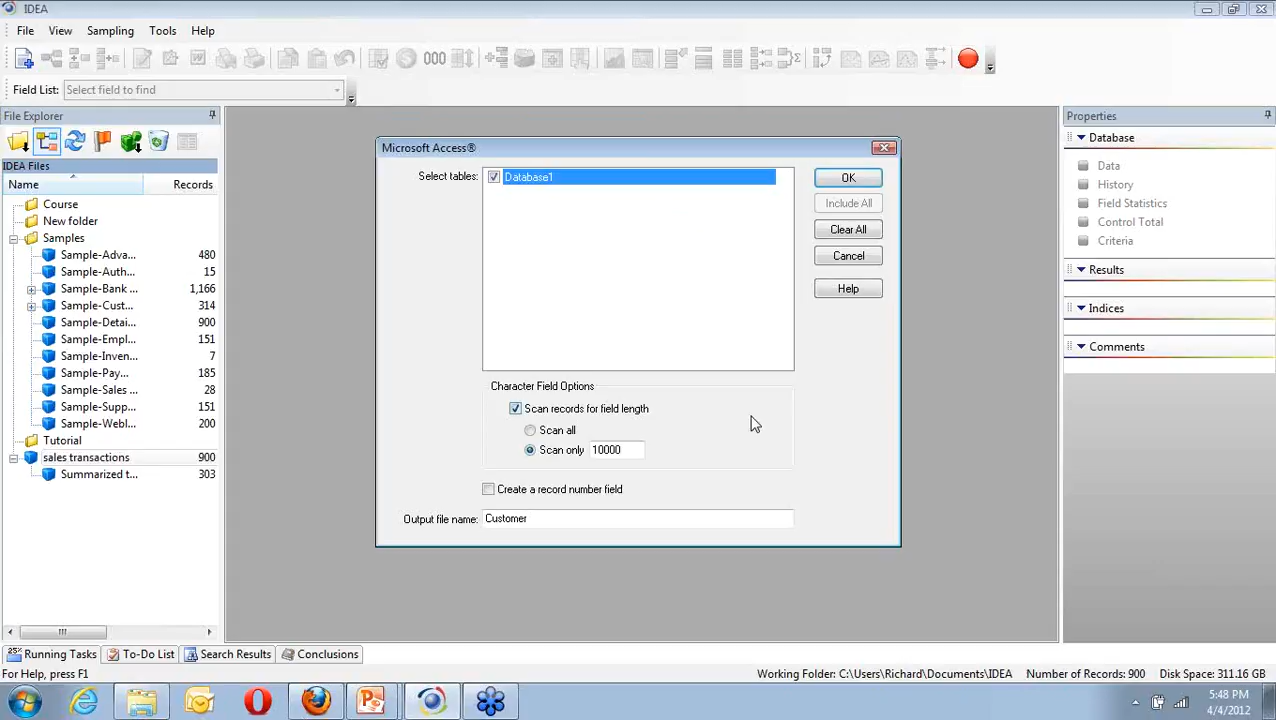 IDEA
File View Sampling Tools Help
Field List: Select field to find
File Explorer
IDEA Files
Name Records
Course
New folder
Samples
Sample-Adva... 480
Sample-Auth... 15
Sample-Bank ... 1,166
Sample-Cust... 314
Sample-Detai... 900
Sample-Empl... 151
Sample-Inven... 7
Sample-Pay... 185
Sample-Sales ... 28
Sample-Supp... 151
Sample-Webl... 200
Tutorial
sales transactions 900
Summarized t... 303
Microsoft Access®
Select tables: Database1
OK
Include All
Clear All
Cancel
Help
Character Field Options
Scan records for field length
Scan all
Scan only 10000
Create a record number field
Output file name: Customer
Properties
Database
Data
History
Field Statistics
Control Total
Criteria
Results
Indices
Comments
Running Tasks To-Do List Search Results Conclusions
For Help, press F1 Working Folder: C:\Users\Richard\Documents\IDEA Number of Records: 900 Disk Space: 311.16 GB
5:48 PM
4/4/2012